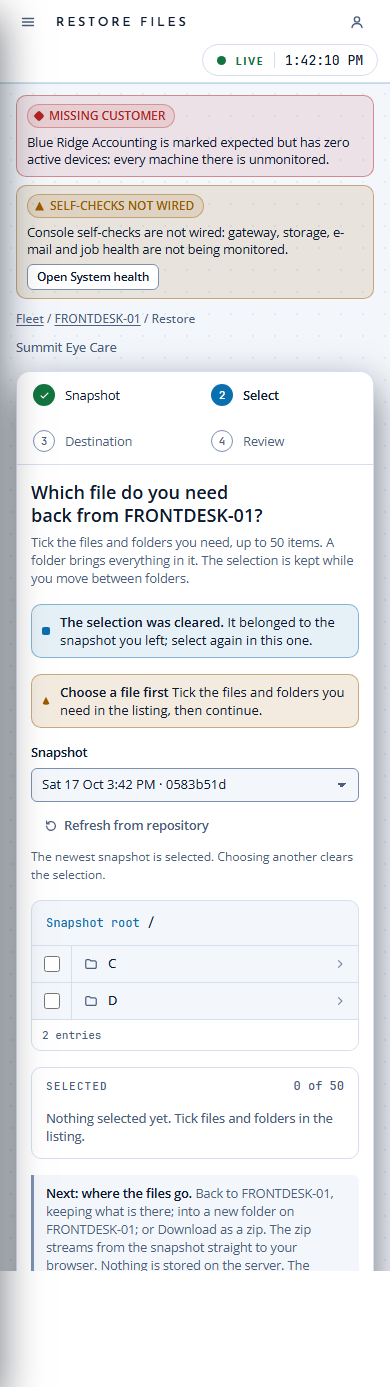 RESTORE FILES
LIVE 1:42:10 PM
MISSING CUSTOMER
Blue Ridge Accounting is marked expected but has zero
active devices: every machine there is unmonitored.
SELF-CHECKS NOT WIRED
Console self-checks are not wired: gateway, storage, e-
mail and job health are not being monitored.
Open System health
Fleet / FRONTDESK-01 / Restore
Summit Eye Care
Snapshot
2 Select
3 Destination
4 Review
Which file do you need
back from FRONTDESK-01?
Tick the files and folders you need, up to 50 items. A
folder brings everything in it. The selection is kept while
you move between folders.
The selection was cleared. It belonged to the
snapshot you left; select again in this one.
Choose a file first Tick the files and folders you
need in the listing, then continue.
Snapshot
Sat 17 Oct 3:42 PM · 0583b51d
Refresh from repository
The newest snapshot is selected. Choosing another clears
the selection.
Snapshot root /
C
D
2 entries
SELECTED 0 of 50
Nothing selected yet. Tick files and folders in the
listing.
Next: where the files go. Back to FRONTDESK-01,
keeping what is there; into a new folder on
FRONTDESK-01; or Download as a zip. The zip
streams from the snapshot straight to your
browser. Nothing is stored on the server. The